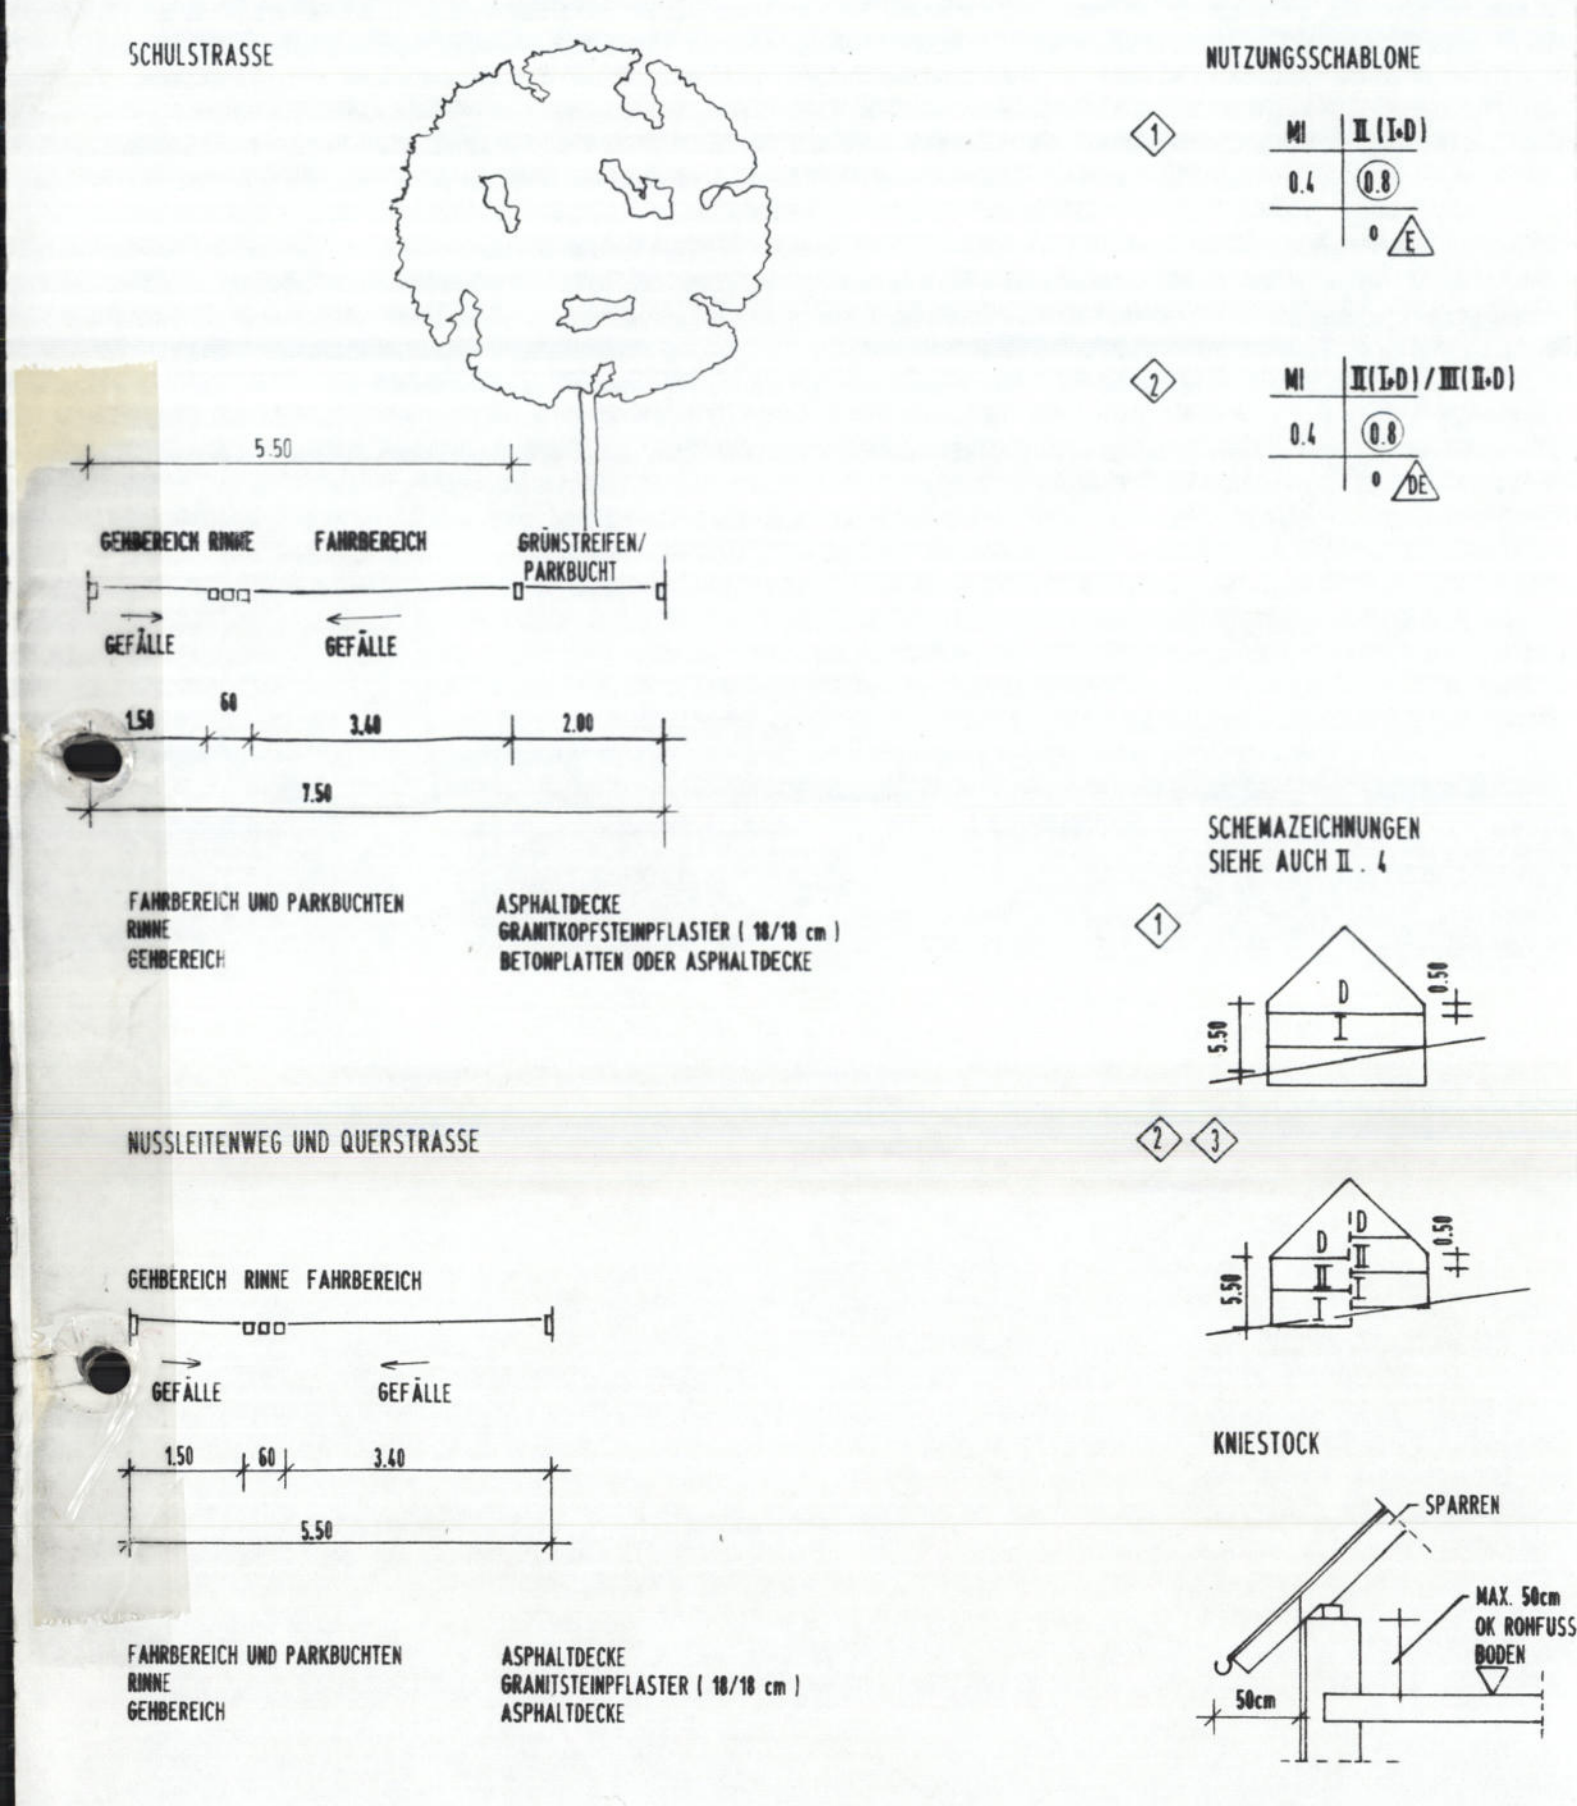 SCHULSTRASSE
5.50
GEHBEREICH RINNE FAHRBEREICH GRÜNSTREIFEN/
PARKBUCHT
GEFÄLLE GEFÄLLE
1.50 60 3.40 2.00
7.50
FAHRBEREICH UND PARKBUCHTEN ASPHALTDECKE
RINNE GRANITKOPFSTEINPFLASTER ( 18/18 cm )
GEHBEREICH BETONPLATTEN ODER ASPHALTDECKE
NUSSLEITENWEG UND QUERSTRASSE
GEHBEREICH RINNE FAHRBEREICH
GEFÄLLE GEFÄLLE
1.50 60 3.40
5.50
FAHRBEREICH UND PARKBUCHTEN ASPHALTDECKE
RINNE GRANITSTEINPFLASTER ( 18/18 cm )
GEHBEREICH ASPHALTDECKE
NUTZUNGSSCHABLONE
1 MI II (I+D)
0.4 0.8
0 E
2 MI II(I+D) / III(II+D)
0.4 0.8
0 DE
SCHEMAZEICHNUNGEN
SIEHE AUCH II . 4
1
D
I
5.50
0.50
2 3
D D
II II
I I
5.50
0.50
KNIESTOCK
SPARREN
MAX. 50cm
OK ROHFUSS
BODEN
50cm